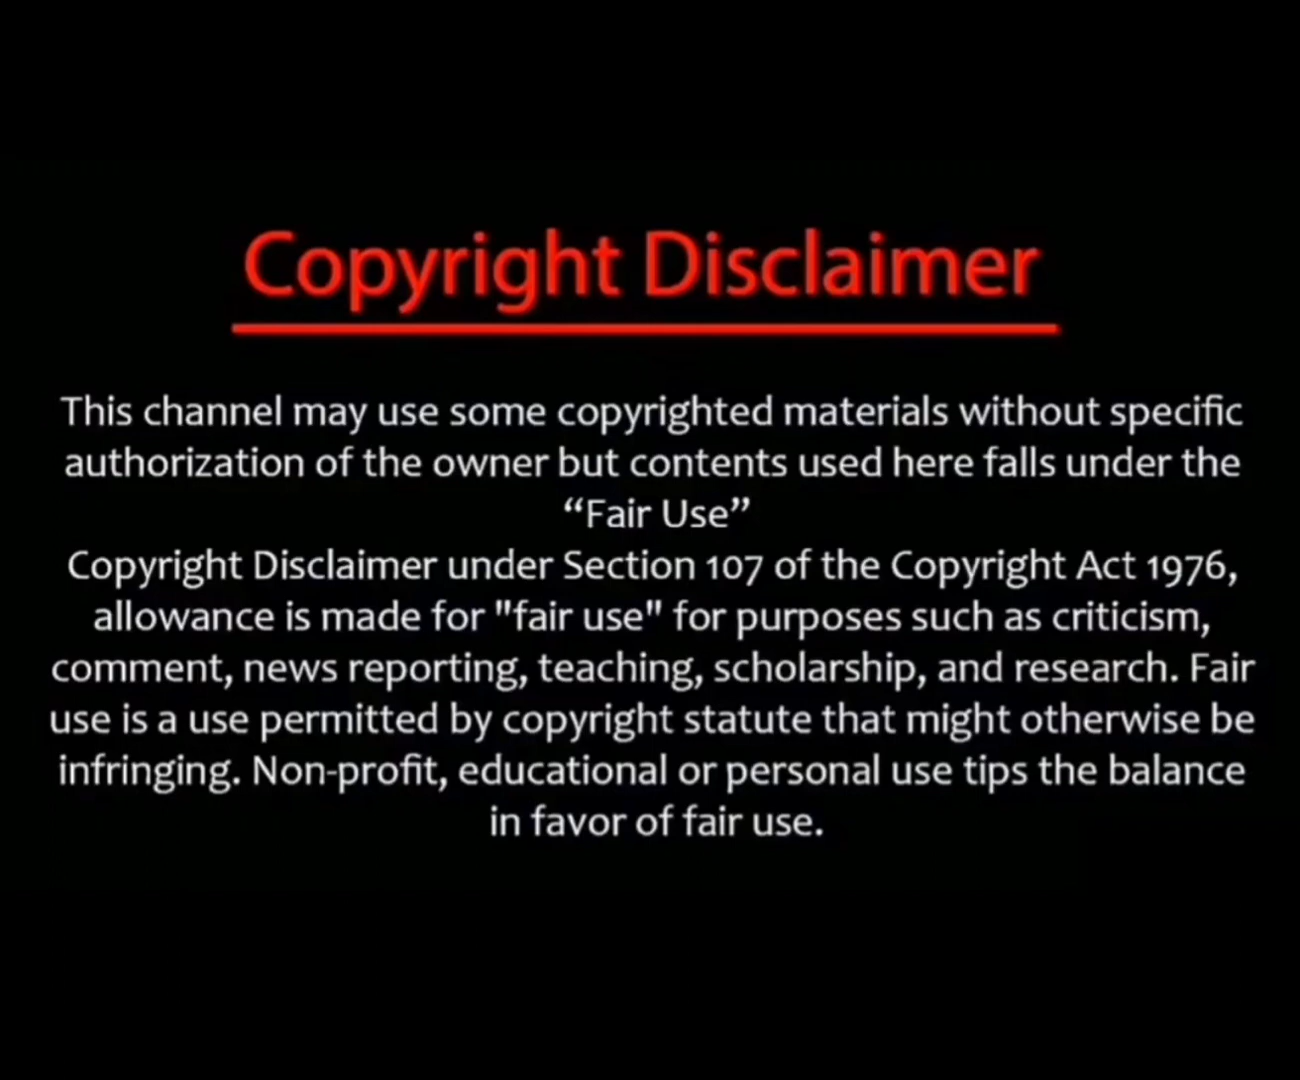 Copyright Disclaimer
This channel may use some copyrighted materials without specific
authorization of the owner but contents used here falls under the
“Fair Use”
Copyright Disclaimer under Section 107 of the Copyright Act 1976,
allowance is made for "fair use" for purposes such as criticism,
comment, news reporting, teaching, scholarship, and research. Fair
use is a use permitted by copyright statute that might otherwise be
infringing. Non-profit, educational or personal use tips the balance
in favor of fair use.